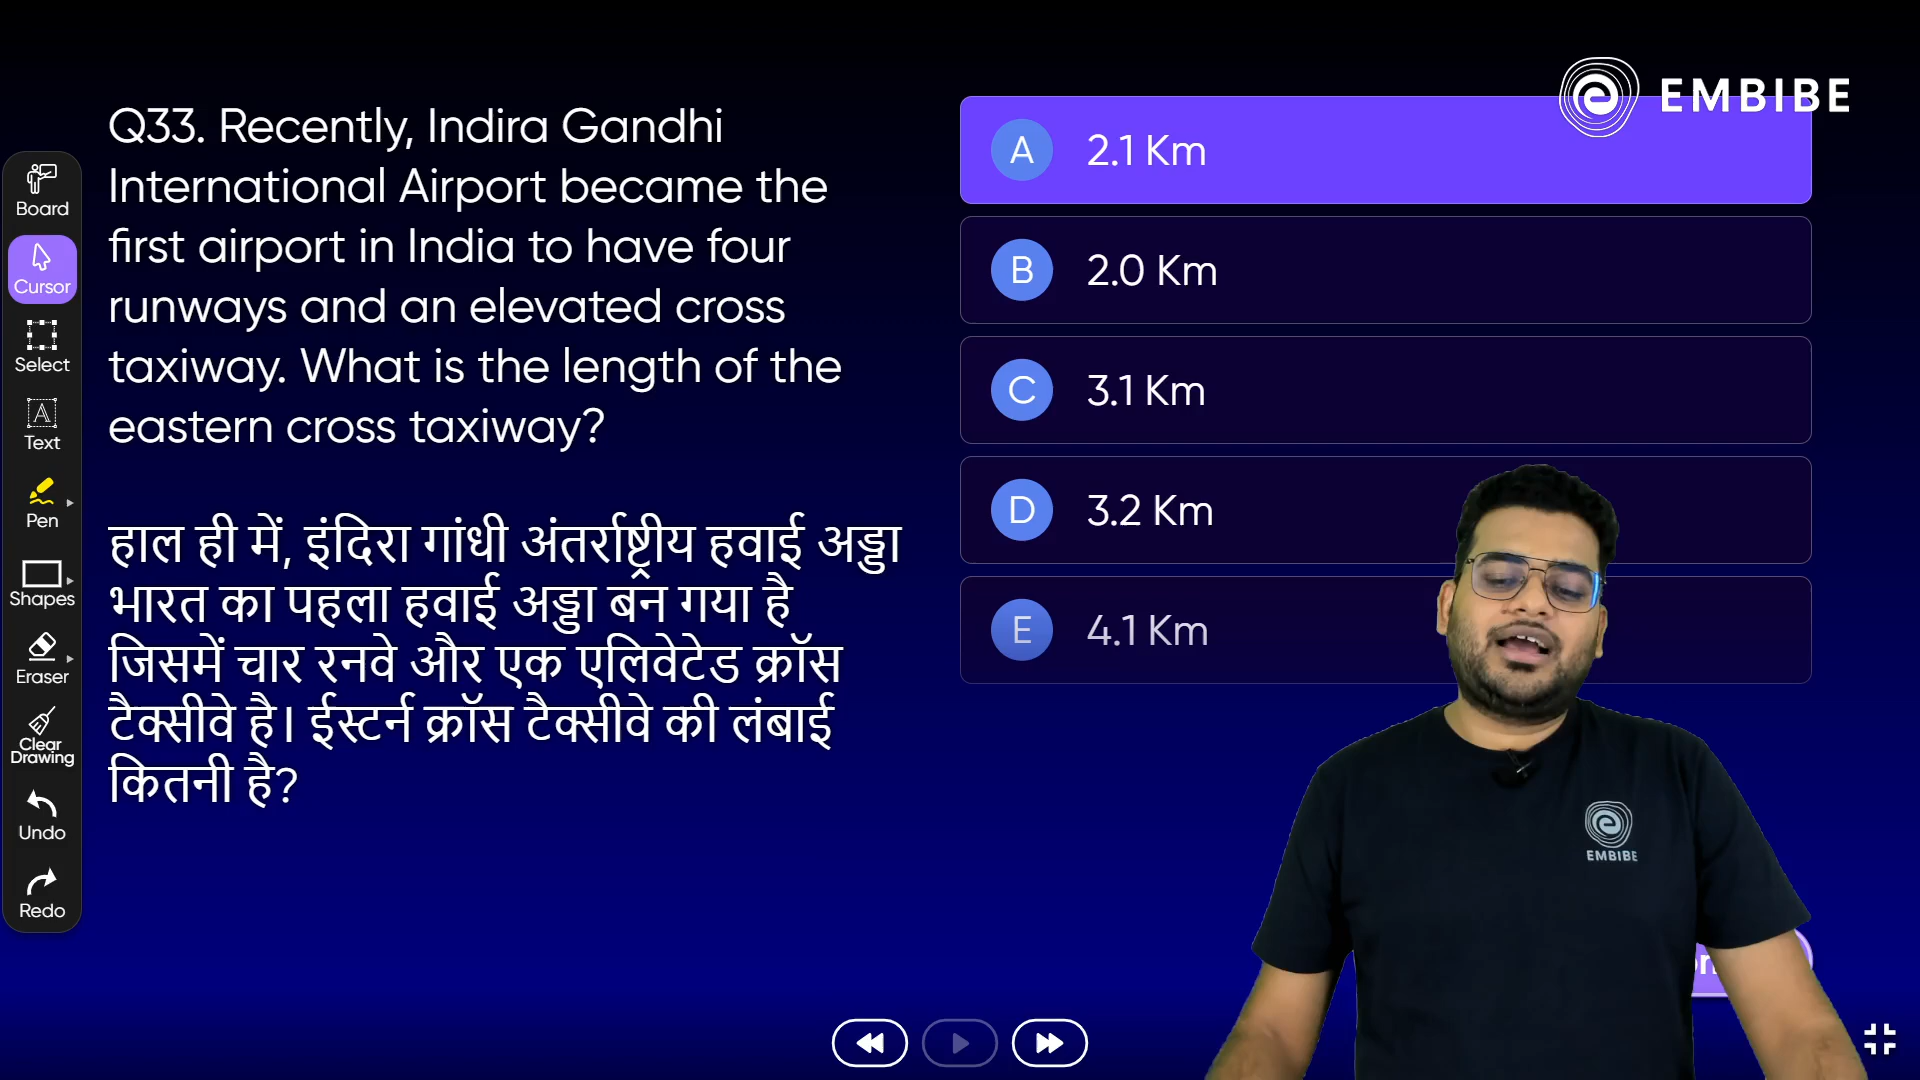 EMBIBE
Q33. Recently, Indira Gandhi
International Airport became the
first airport in India to have four
runways and an elevated cross
taxiway. What is the length of the
eastern cross taxiway?
हाल ही में, इंदिरा गांधी अंतर्राष्ट्रीय हवाई अड्डा
भारत का पहला हवाई अड्डा बन गया है
जिसमें चार रनवे और एक एलिवेटेड क्रॉस
टैक्सीवे है। ईस्टर्न क्रॉस टैक्सीवे की लंबाई
कितनी है?
A 2.1 Km
B 2.0 Km
C 3.1 Km
D 3.2 Km
E 4.1 Km
Board
Cursor
Select
Text
Pen
Shapes
Eraser
Clear
Drawing
Undo
Redo
EMBIBE